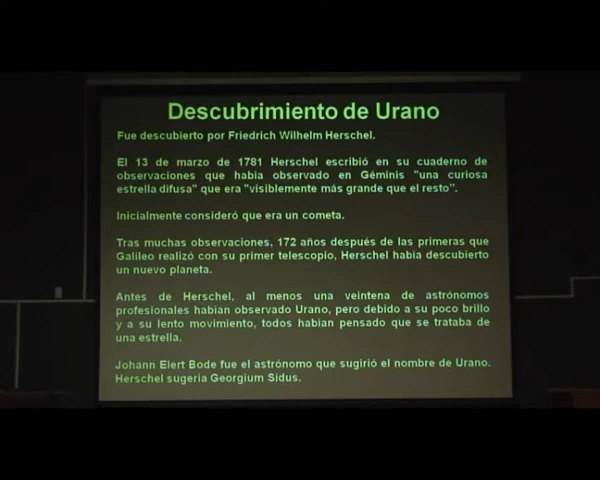 Descubrimiento de Urano
Fue descubierto por Friedrich Wilhelm Herschel.
El 13 de marzo de 1781 Herschel escribió en su cuaderno de
observaciones que había observado en Géminis "una curiosa
estrella difusa" que era "visiblemente más grande que el resto".
Inicialmente consideró que era un cometa.
Tras muchas observaciones, 172 años después de las primeras que
Galileo realizó con su primer telescopio, Herschel había descubierto
un nuevo planeta.
Antes de Herschel, al menos una veintena de astrónomos
profesionales habían observado Urano, pero debido a su poco brillo
y a su lento movimiento, todos habían pensado que se trataba de
una estrella.
Johann Elert Bode fue el astrónomo que sugirió el nombre de Urano.
Herschel sugería Georgium Sidus.